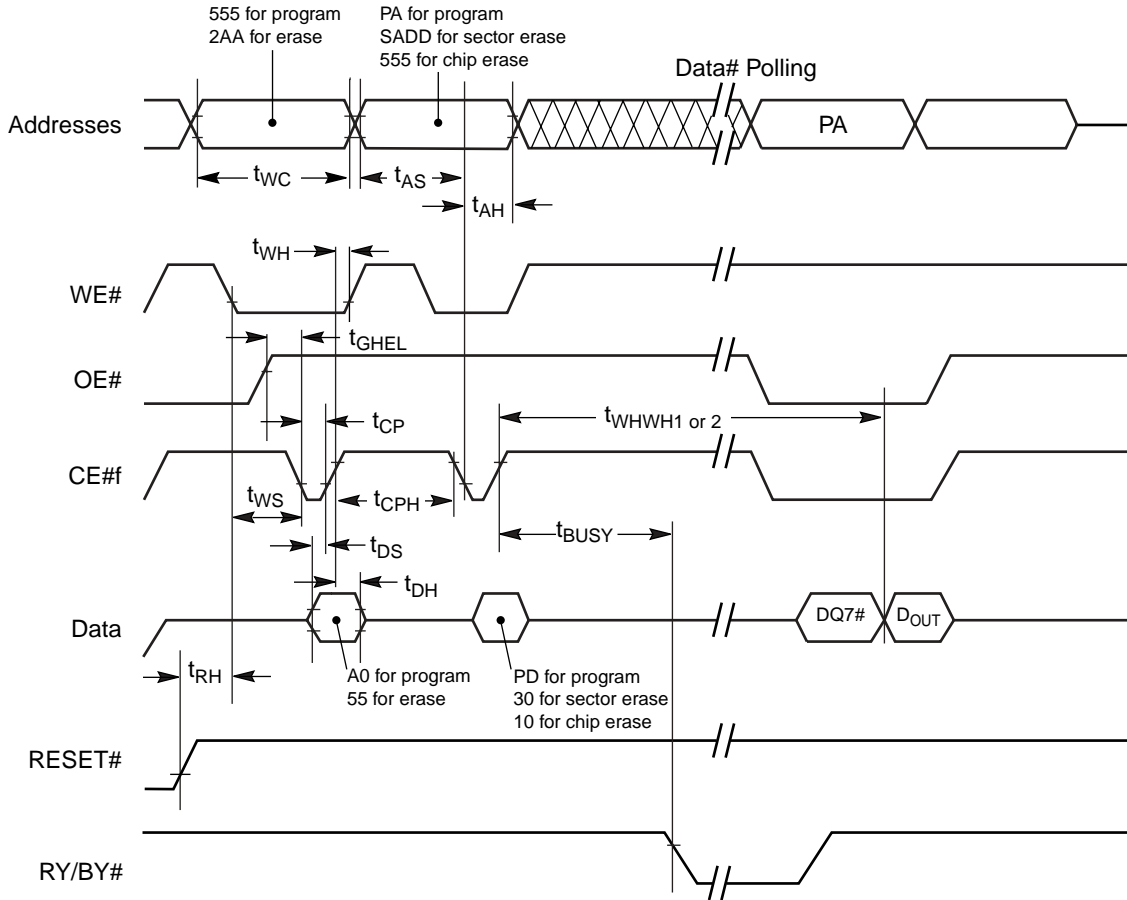 555 for program
2AA for erase
PA for program
SADD for sector erase
555 for chip erase
Data# Polling
Addresses
PA
tWC
tAS
tAH
tWH
WE#
tGHEL
OE#
tWHWH1 or 2
tCP
CE#f
tWS
tCPH
tBUSY
tDS
tDH
Data
DQ7#
DOUT
tRH
A0 for program
55 for erase
PD for program
30 for sector erase
10 for chip erase
RESET#
RY/BY#